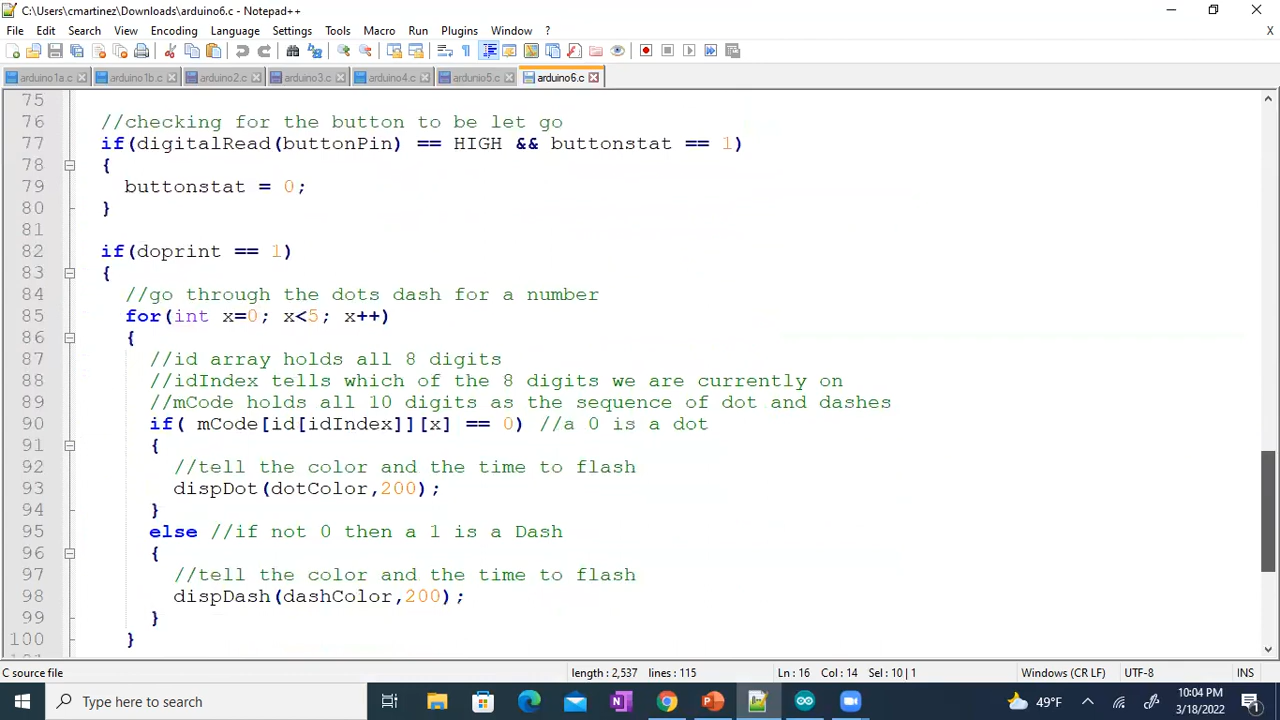 C:\Users\cmartinez\Downloads\arduino6.c - Notepad++
File Edit Search View Encoding Language Settings Tools Macro Run Plugins Window ?
X
arduino1a.c arduino1b.c arduino2.c arduino3.c arduino4.c ardunio5.c arduino6.c
75
76 //checking for the button to be let go
77 if(digitalRead(buttonPin) == HIGH && buttonstat == 1)
78 {
79 buttonstat = 0;
80 }
81
82 if(doprint == 1)
83 {
84 //go through the dots dash for a number
85 for(int x=0; x<5; x++)
86 {
87 //id array holds all 8 digits
88 //idIndex tells which of the 8 digits we are currently on
89 //mCode holds all 10 digits as the sequence of dot and dashes
90 if( mCode[id[idIndex]][x] == 0) //a 0 is a dot
91 {
92 //tell the color and the time to flash
93 dispDot(dotColor,200);
94 }
95 else //if not 0 then a 1 is a Dash
96 {
97 //tell the color and the time to flash
98 dispDash(dashColor,200);
99 }
100 }
C source file length : 2,537 lines : 115 Ln : 16 Col : 14 Sel : 10 | 1 Windows (CR LF) UTF-8 INS
Type here to search 49°F 10:04 PM
3/18/2022 1